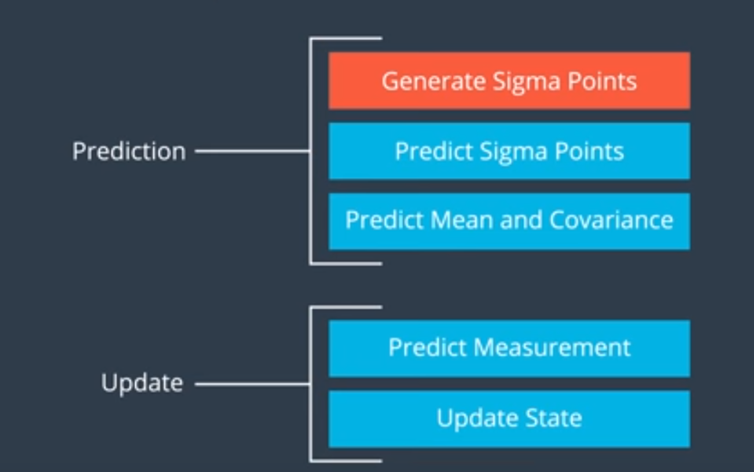 Generate Sigma Points
Prediction
Predict Sigma Points
Predict Mean and Covariance
Predict Measurement
Update
Update State